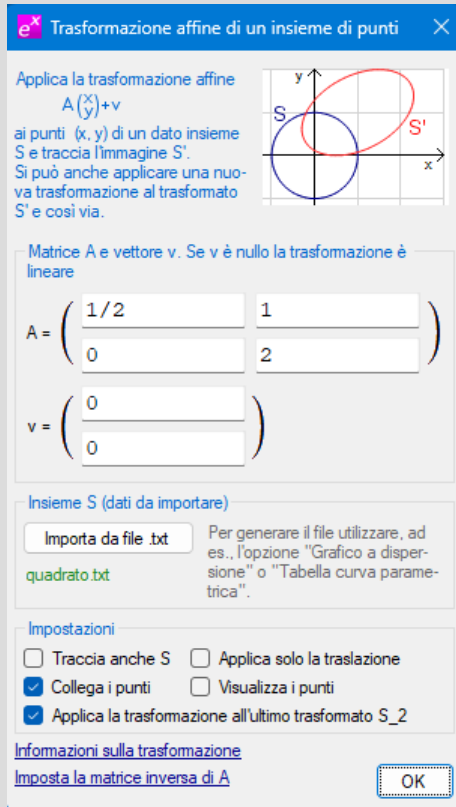 eˣ Trasformazione affine di un insieme di punti
Applica la trasformazione affine
A(x y)+v
ai punti (x, y) di un dato insieme
S e traccia l'immagine S'.
Si può anche applicare una nuo-
va trasformazione al trasformato
S' e così via.
y
S
S'
x
Matrice A e vettore v. Se v è nullo la trasformazione è
lineare
A = ( 1/2 1
0 2 )
v = ( 0
0 )
Insieme S (dati da importare)
Importa da file .txt
quadrato.txt
Per generare il file utilizzare, ad
es., l'opzione "Grafico a disper-
sione" o "Tabella curva parame-
trica".
Impostazioni
Traccia anche S Applica solo la traslazione
Collega i punti Visualizza i punti
Applica la trasformazione all'ultimo trasformato S_2
Informazioni sulla trasformazione
Imposta la matrice inversa di A
OK